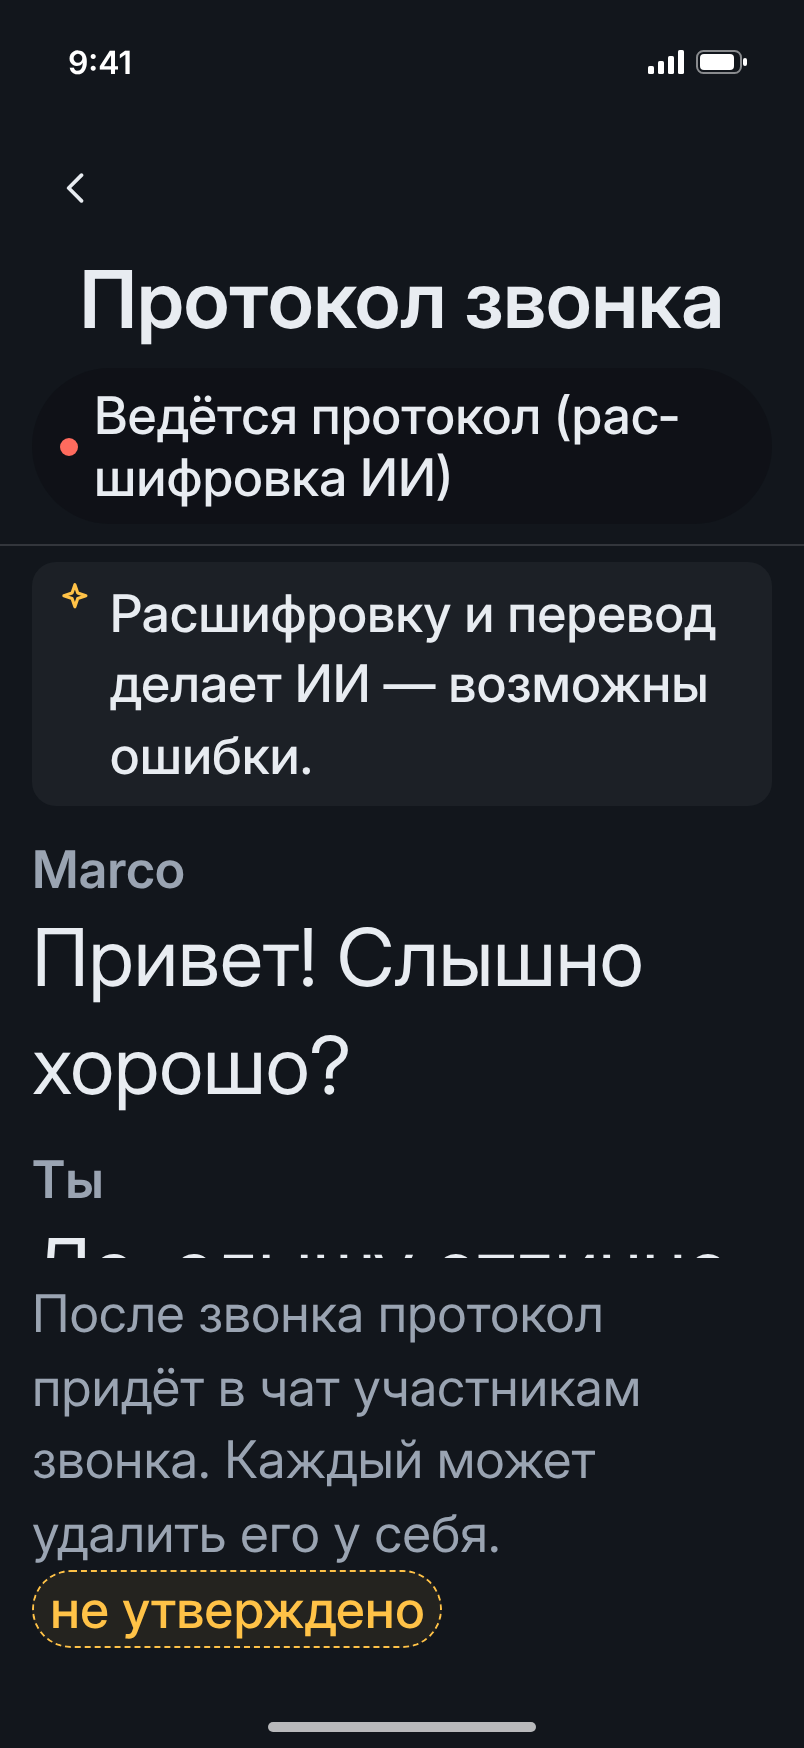 9:41
Протокол звонка
Ведётся протокол (рас-
шифровка ИИ)
Расшифровку и перевод
делает ИИ — возможны
ошибки.
Marco
Привет! Слышно
хорошо?
Ты
После звонка протокол
придёт в чат участникам
звонка. Каждый может
удалить его у себя.
не утверждено